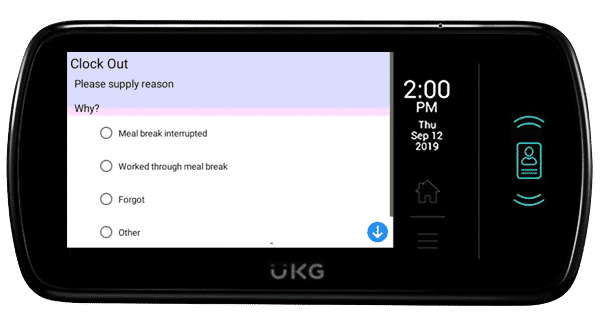 Clock Out
Please supply reason
Why?
Meal break interrupted
Worked through meal break
Forgot
Other
2:00
PM
Thu
Sep 12
2019
UKG